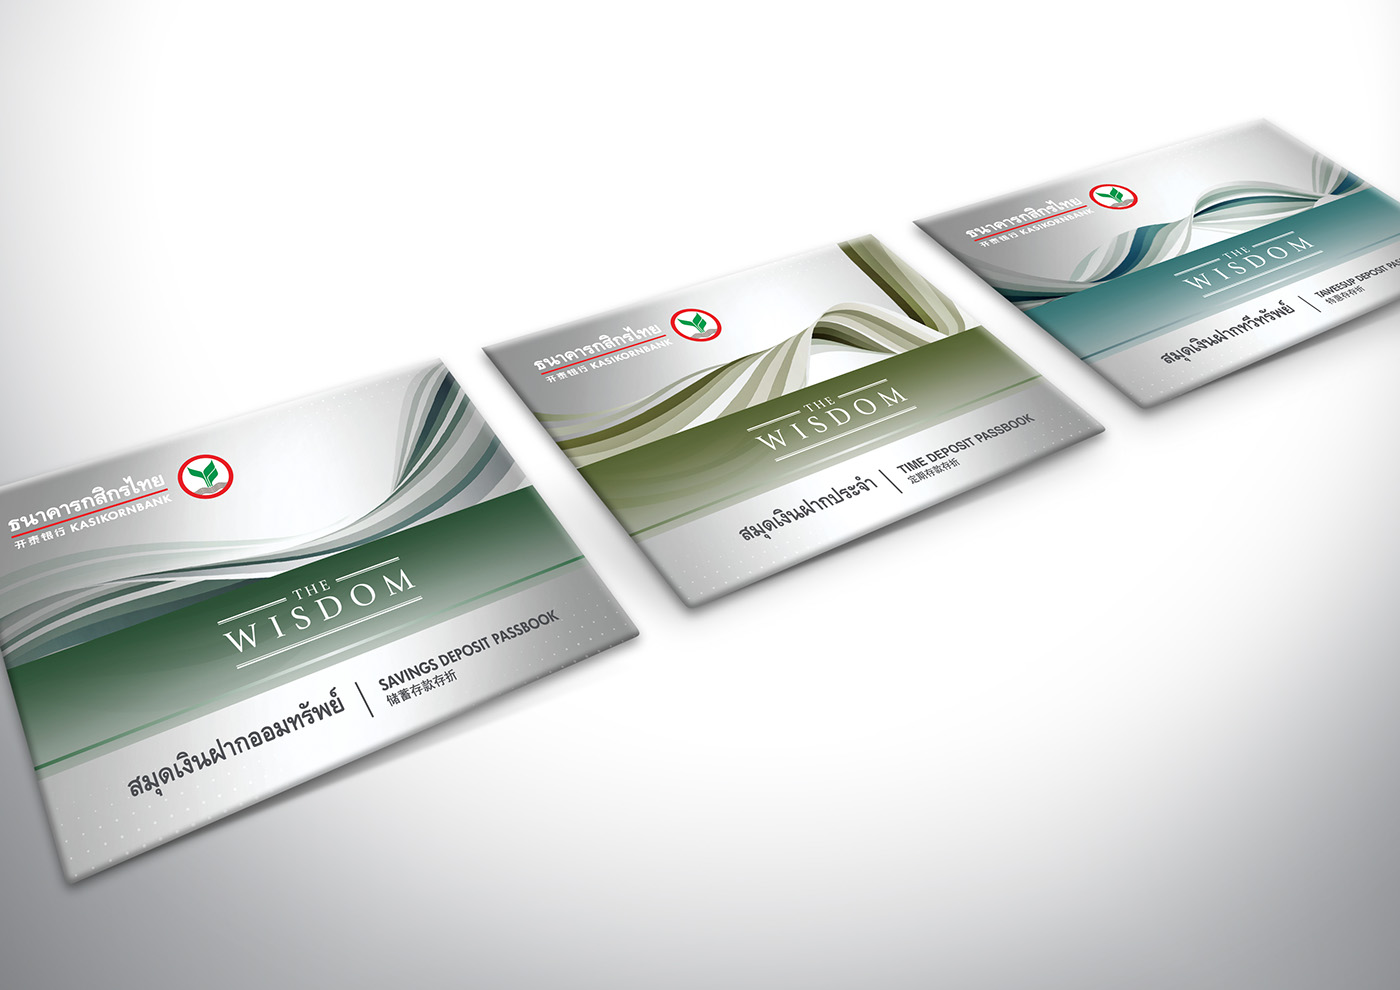 ธนาคารกสิกรไทย
开泰银行 KASIKORNBANK
THE
WISDOM
สมุดเงินฝากออมทรัพย์
SAVINGS DEPOSIT PASSBOOK
储蓄存款存折
ธนาคารกสิกรไทย
开泰银行 KASIKORNBANK
THE
WISDOM
สมุดเงินฝากประจำ
TIME DEPOSIT PASSBOOK
定期存款存折
ธนาคารกสิกรไทย
开泰银行 KASIKORNBANK
THE
WISDOM
สมุดเงินฝากทวีทรัพย์
TAWEESUP DEPOSIT
特惠存存折